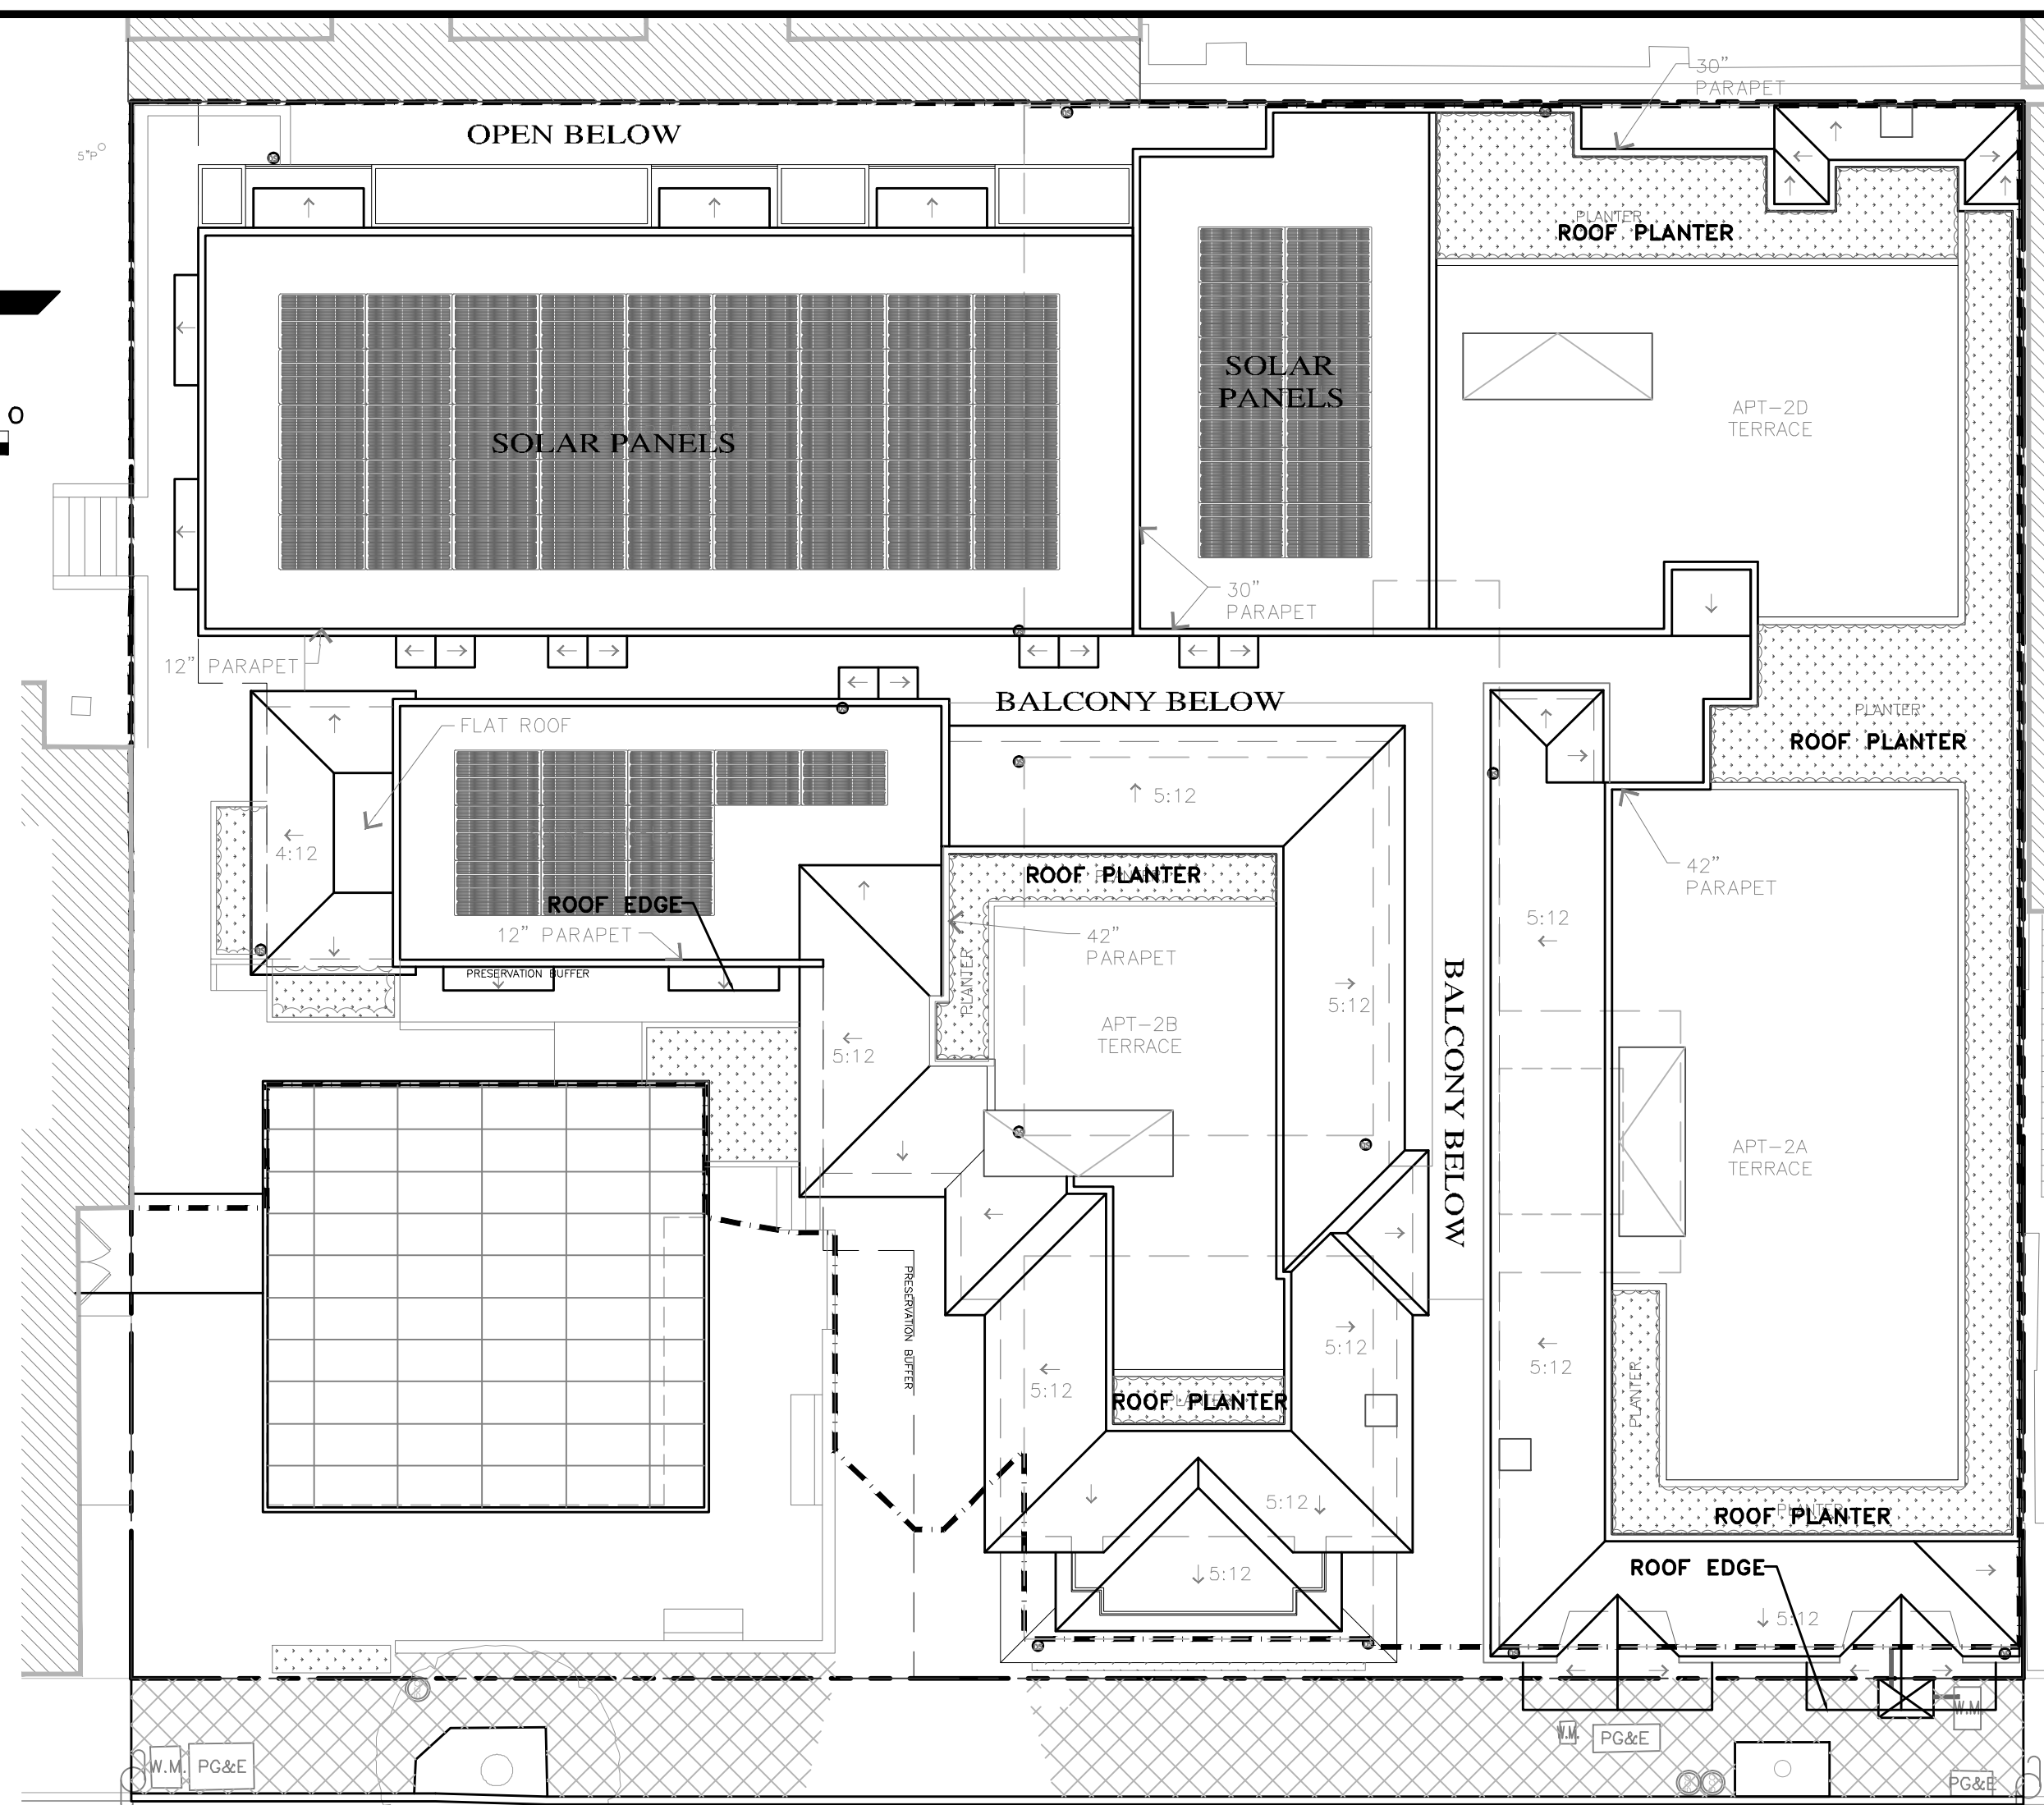 30"
PARAPET
OPEN BELOW
5"P
PLANTER
ROOF PLANTER
SOLAR
PANELS
O
APT-2D
TERRACE
SOLAR PANELS
30"
PARAPET
12" PARAPET
BALCONY BELOW
FLAT ROOF
PLANTER
ROOF PLANTER
5:12
4:12
42"
PARAPET
ROOF PLANTER
PLANTER
ROOF EDGE
12" PARAPET
5:12
42"
PARAPET
PRESERVATION BUFFER
PLANTER
BALCONY BELOW
5:12
APT-2B
TERRACE
5:12
APT-2A
TERRACE
PRESERVATION BUFFER
5:12
5:12
5:12
PLANTER
ROOF PLANTER
PLANTER
5:12
ROOF PLANTER
PLANTER
ROOF EDGE
5:12
5:12
W.M.
W.M.
PG&E
W.M.
PG&E
PG&E